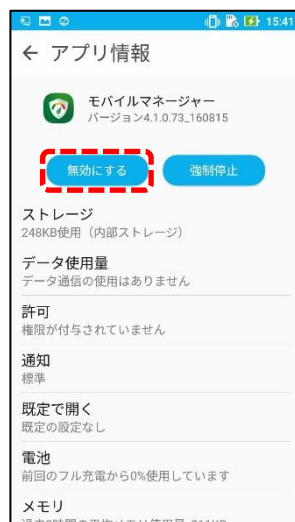 15:41
アプリ情報
モバイルマネージャー
バージョン4.1.0.73_160815
無効にする
強制停止
ストレージ
248KB使用（内部ストレージ）
データ使用量
データ通信の使用はありません
許可
権限が付与されていません
通知
標準
既定で開く
既定の設定なし
電池
前回のフル充電から0%使用しています
メモリ